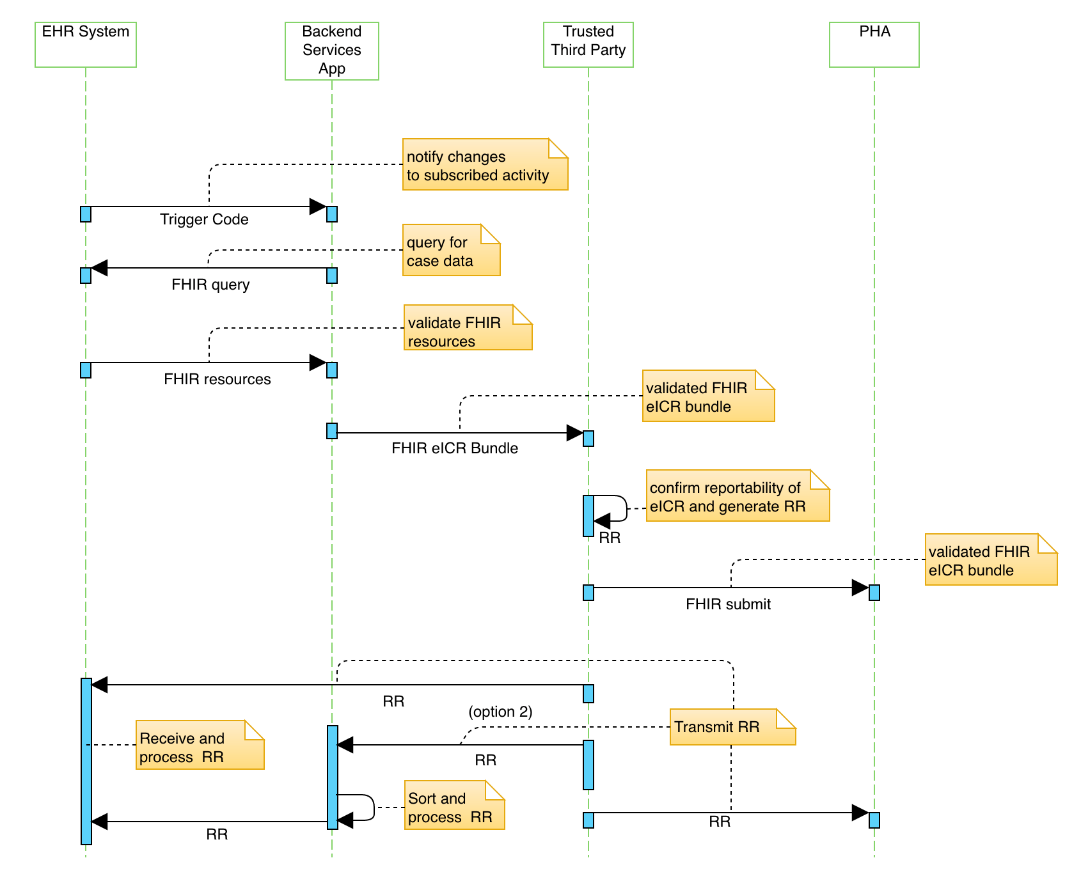 EHR System
Backend
Services
App
Trusted
Third Party
PHA
notify changes
to subscribed activity
Trigger Code
query for
case data
FHIR query
validate FHIR
resources
FHIR resources
validated FHIR
eICR bundle
FHIR eICR Bundle
confirm reportability of
eICR and generate RR
RR
validated FHIR
eICR bundle
FHIR submit
RR
(option 2)
Transmit RR
Receive and
process RR
RR
Sort and
process RR
RR
RR